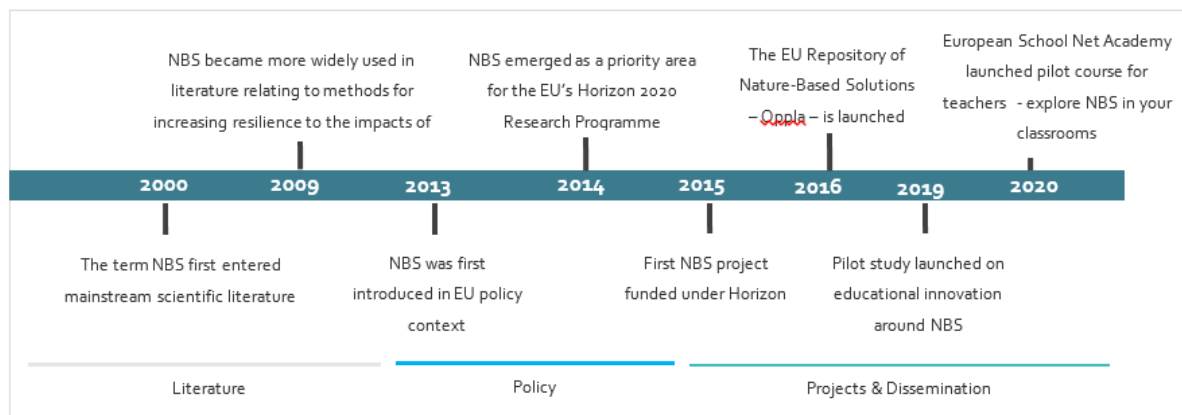 NBS became more widely used in
literature relating to methods for
increasing resilience to the impacts of
NBS emerged as a priority area
for the EU's Horizon 2020
Research Programme
The EU Repository of
Nature-Based Solutions
– Oppla – is launched
European School Net Academy
launched pilot course for
teachers - explore NBS in your
classrooms
2000 2009 2013 2014 2015 2016 2019 2020
The term NBS first entered
mainstream scientific literature
NBS was first
introduced in EU policy
context
First NBS project
funded under Horizon
Pilot study launched on
educational innovation
around NBS
Literature
Policy
Projects & Dissemination